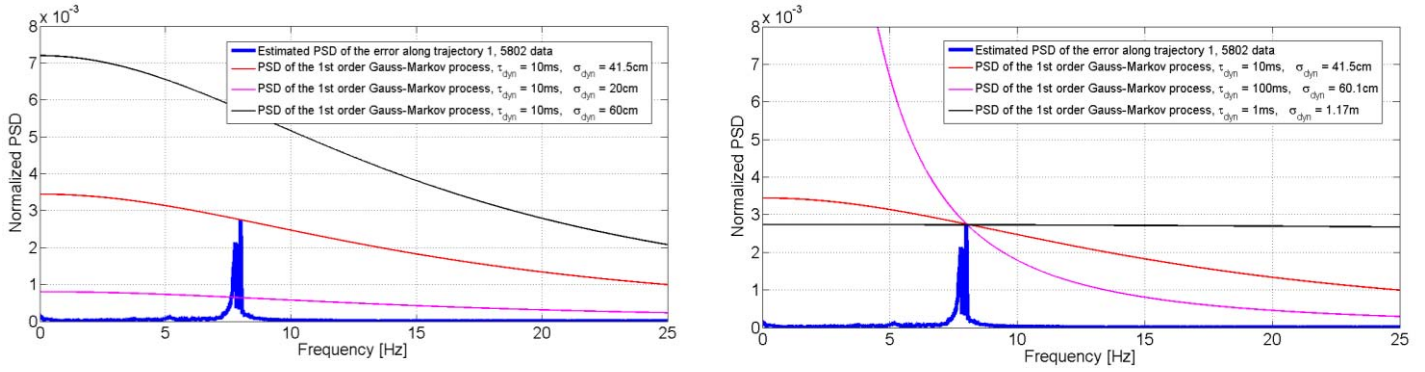 8 x 10⁻³
Estimated PSD of the error along trajectory 1, 5802 data
PSD of the 1st order Gauss-Markov process, τdyn = 10ms, σdyn = 41.5cm
PSD of the 1st order Gauss-Markov process, τdyn = 10ms, σdyn = 20cm
PSD of the 1st order Gauss-Markov process, τdyn = 10ms, σdyn = 60cm
7
6
5
4
3
2
1
0
Normalized PSD
0 5 10 15 20 25
Frequency [Hz]
8 x 10⁻³
Estimated PSD of the error along trajectory 1, 5802 data
PSD of the 1st order Gauss-Markov process, τdyn = 10ms, σdyn = 41.5cm
PSD of the 1st order Gauss-Markov process, τdyn = 100ms, σdyn = 60.1cm
PSD of the 1st order Gauss-Markov process, τdyn = 1ms, σdyn = 1.17m
7
6
5
4
3
2
1
0
Normalized PSD
0 5 10 15 20 25
Frequency [Hz]